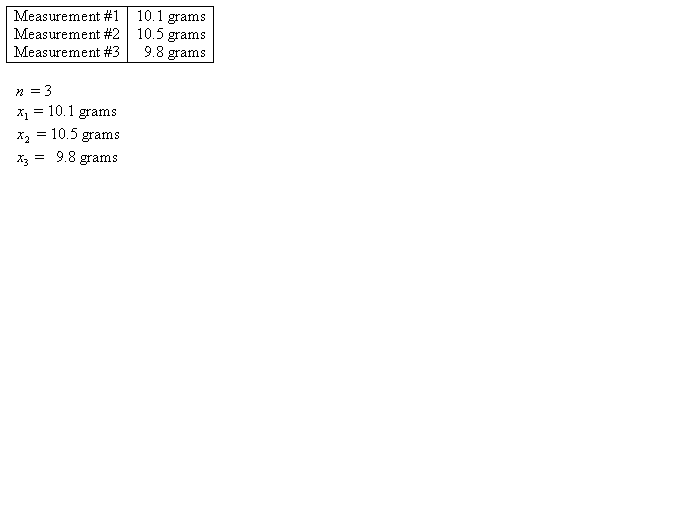 Measurement #1 10.1 grams
Measurement #2 10.5 grams
Measurement #3 9.8 grams
n = 3
x₁ = 10.1 grams
x₂ = 10.5 grams
x₃ = 9.8 grams